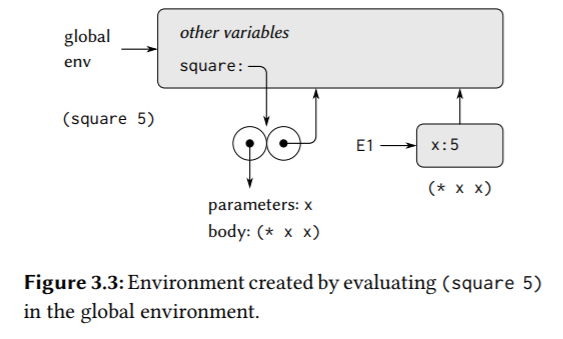 global
env
other variables
square:
(square 5)
E1
x:5
(* x x)
parameters: x
body: (* x x)
Figure 3.3: Environment created by evaluating (square 5)
in the global environment.